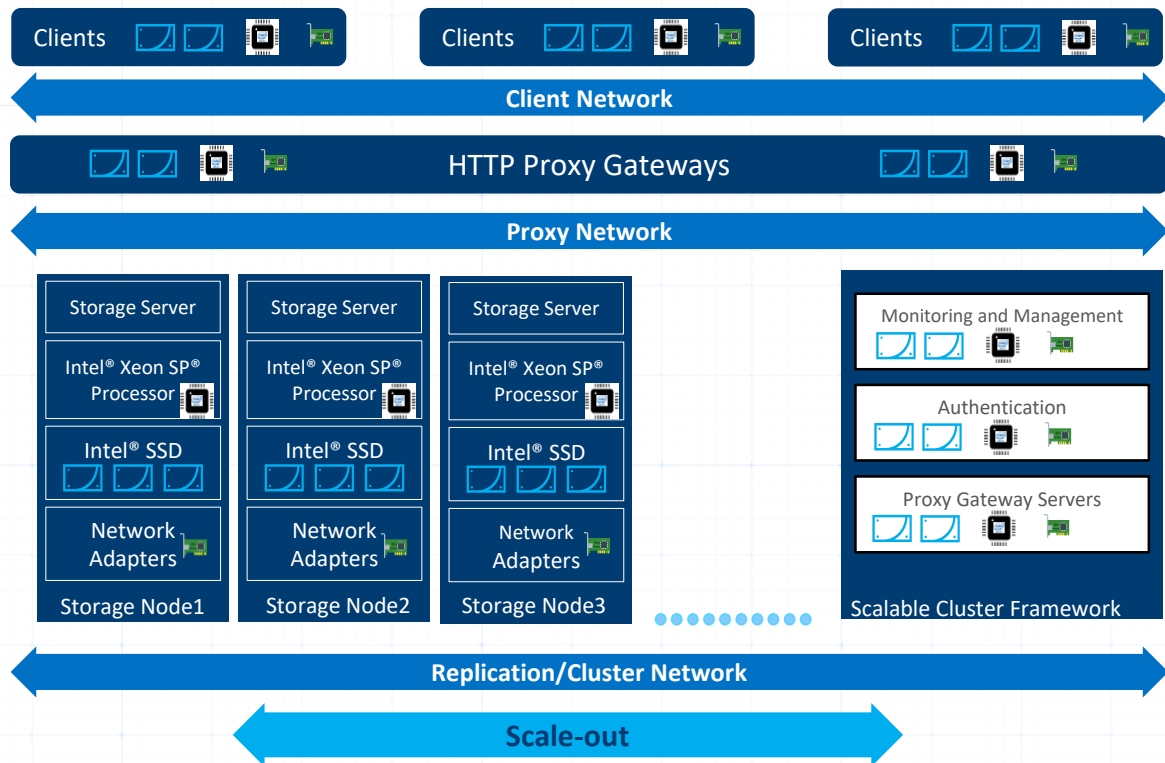 Clients
Clients
Clients
Client Network
HTTP Proxy Gateways
Proxy Network
Storage Server
Intel® Xeon SP®
Processor
Intel® SSD
Network
Adapters
Storage Node1
Storage Server
Intel® Xeon SP®
Processor
Intel® SSD
Network
Adapters
Storage Node2
Storage Server
Intel® Xeon SP®
Processor
Intel® SSD
Network
Adapters
Storage Node3
Monitoring and Management
Authentication
Proxy Gateway Servers
Scalable Cluster Framework
Replication/Cluster Network
Scale-out